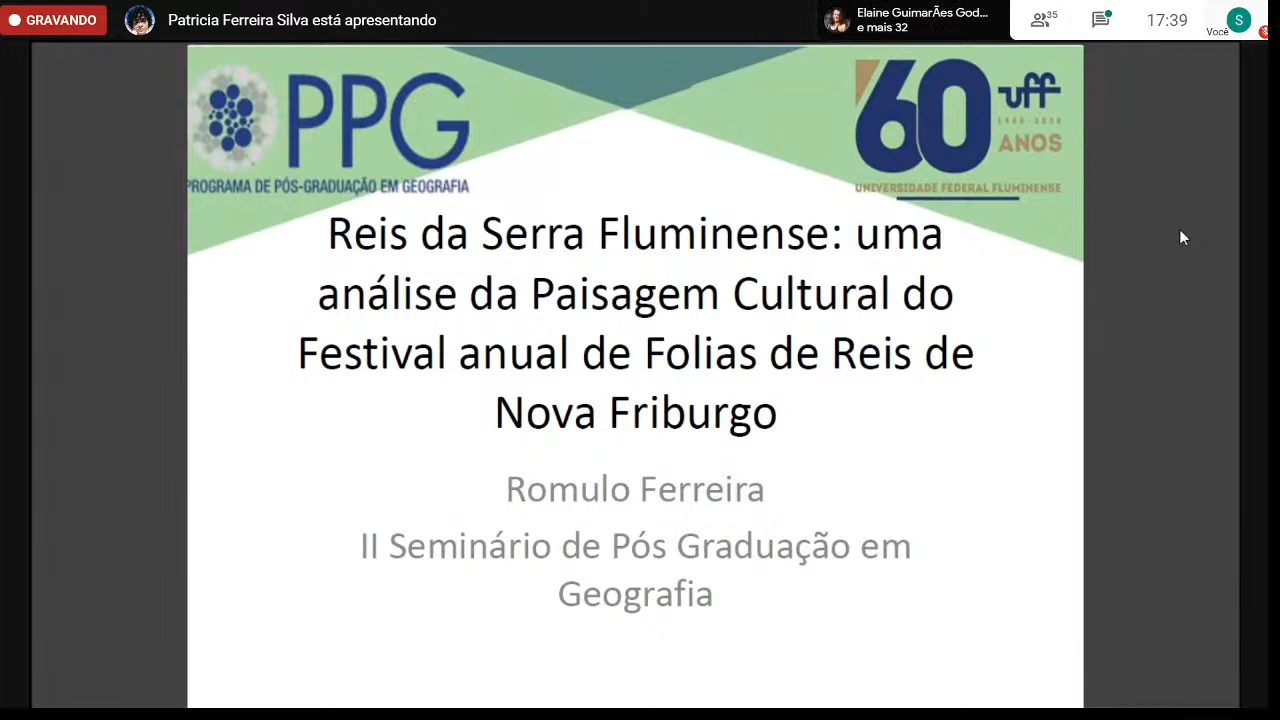 GRAVANDO
Patricia Ferreira Silva está apresentando
Elaine GuimarÃes God...
e mais 32
35
17:39
Você
S
PPG
PROGRAMA DE PÓS-GRADUAÇÃO EM GEOGRAFIA
60
uff
ANOS
UNIVERSIDADE FEDERAL FLUMINENSE
Reis da Serra Fluminense: uma
análise da Paisagem Cultural do
Festival anual de Folias de Reis de
Nova Friburgo
Romulo Ferreira
II Seminário de Pós Graduação em
Geografia